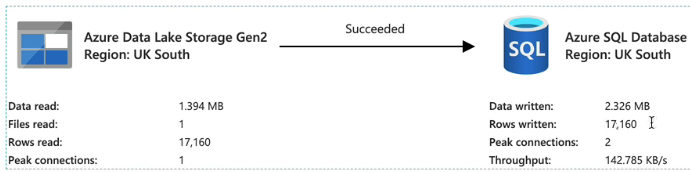 Azure Data Lake Storage Gen2
Region: UK South
Succeeded
SQL
Azure SQL Database
Region: UK South
Data read: 1.394 MB
Files read: 1
Rows read: 17,160
Peak connections: 1
Data written: 2.326 MB
Rows written: 17,160
Peak connections: 2
Throughput: 142.785 KB/s